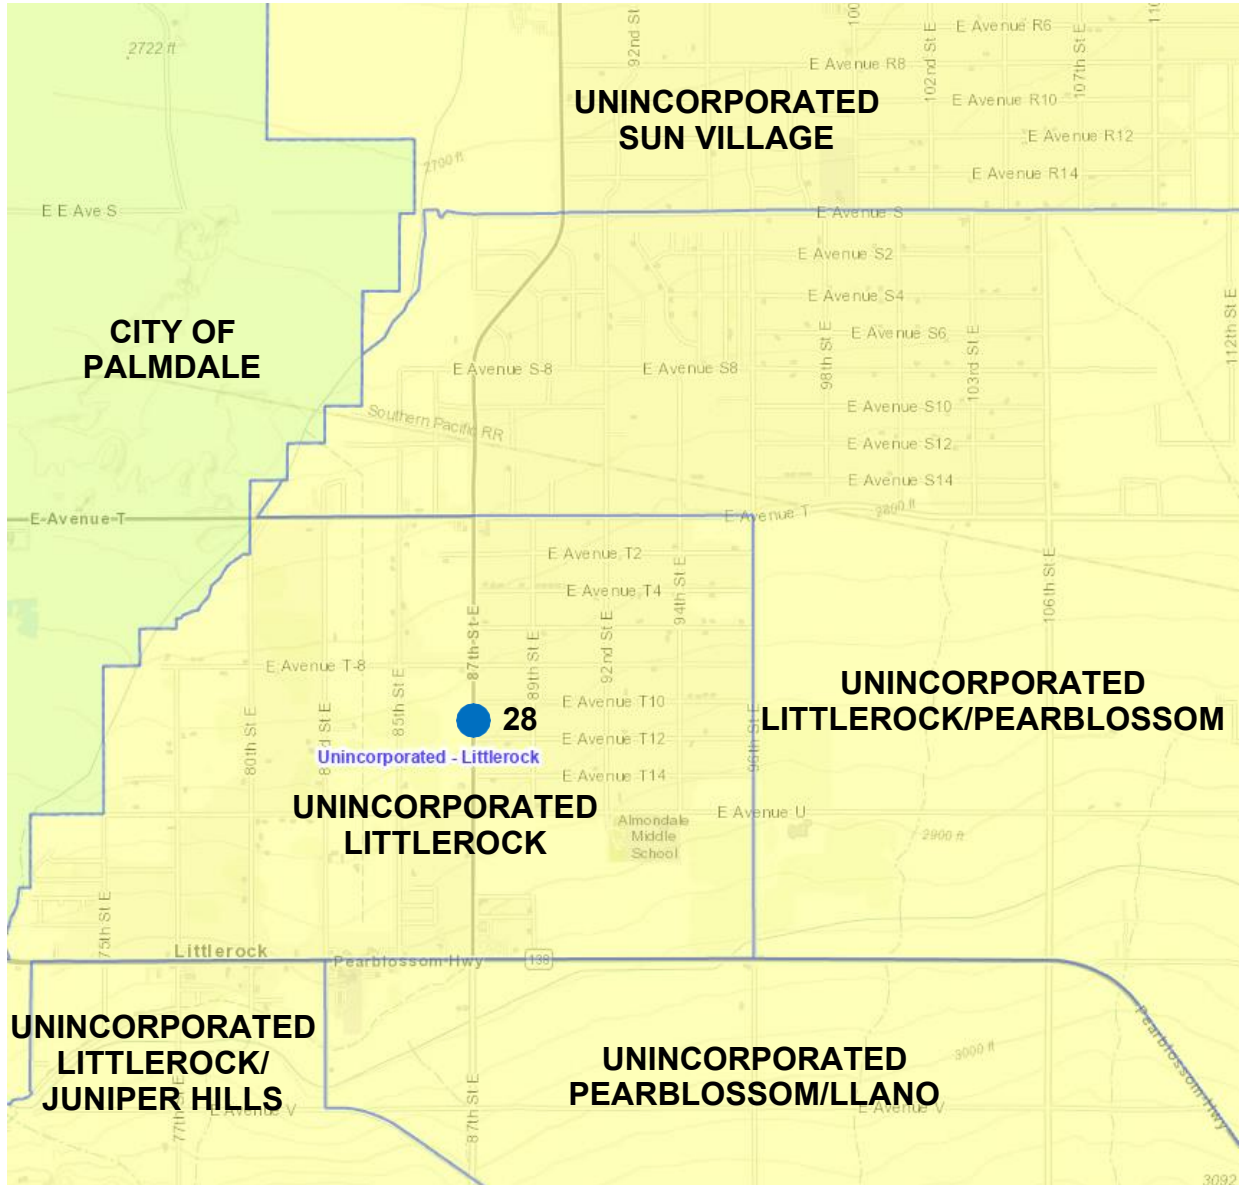 2722 ft
92nd St E
100
102nd St E
E Avenue R6
107th St E
110
E Avenue R8
E Avenue R10
UNINCORPORATED
SUN VILLAGE
E Avenue R12
2700 ft
E Avenue R14
E E Ave S
E Avenue S
E Avenue S2
E Avenue S4
CITY OF
PALMDALE
E Avenue S6
98th St E
103rd St E
112th St E
E Avenue S-8
E Avenue S8
Southern Pacific RR
E Avenue S10
E Avenue S12
E Avenue S14
E Avenue T
E Avenue T
2800 ft
E Avenue T2
E Avenue T4
94th St E
106th St E
87th St E
89th St E
92nd St E
E Avenue T-8
85th St E
UNINCORPORATED
LITTLEROCK/PEARBLOSSOM
E Avenue T10
28
80th St E
d St E
96th St E
E Avenue T12
Unincorporated - Littlerock
E Avenue T14
UNINCORPORATED
LITTLEROCK
E Avenue U
Almondale
Middle
School
2900 ft
75th St E
Littlerock
Pearblossom Hwy
138
UNINCORPORATED
LITTLEROCK/
JUNIPER HILLS
UNINCORPORATED
PEARBLOSSOM/LLANO
3000 ft
Pearblossom Hwy
E Avenue V
E Avenue V
77th St E
87th St E
3092